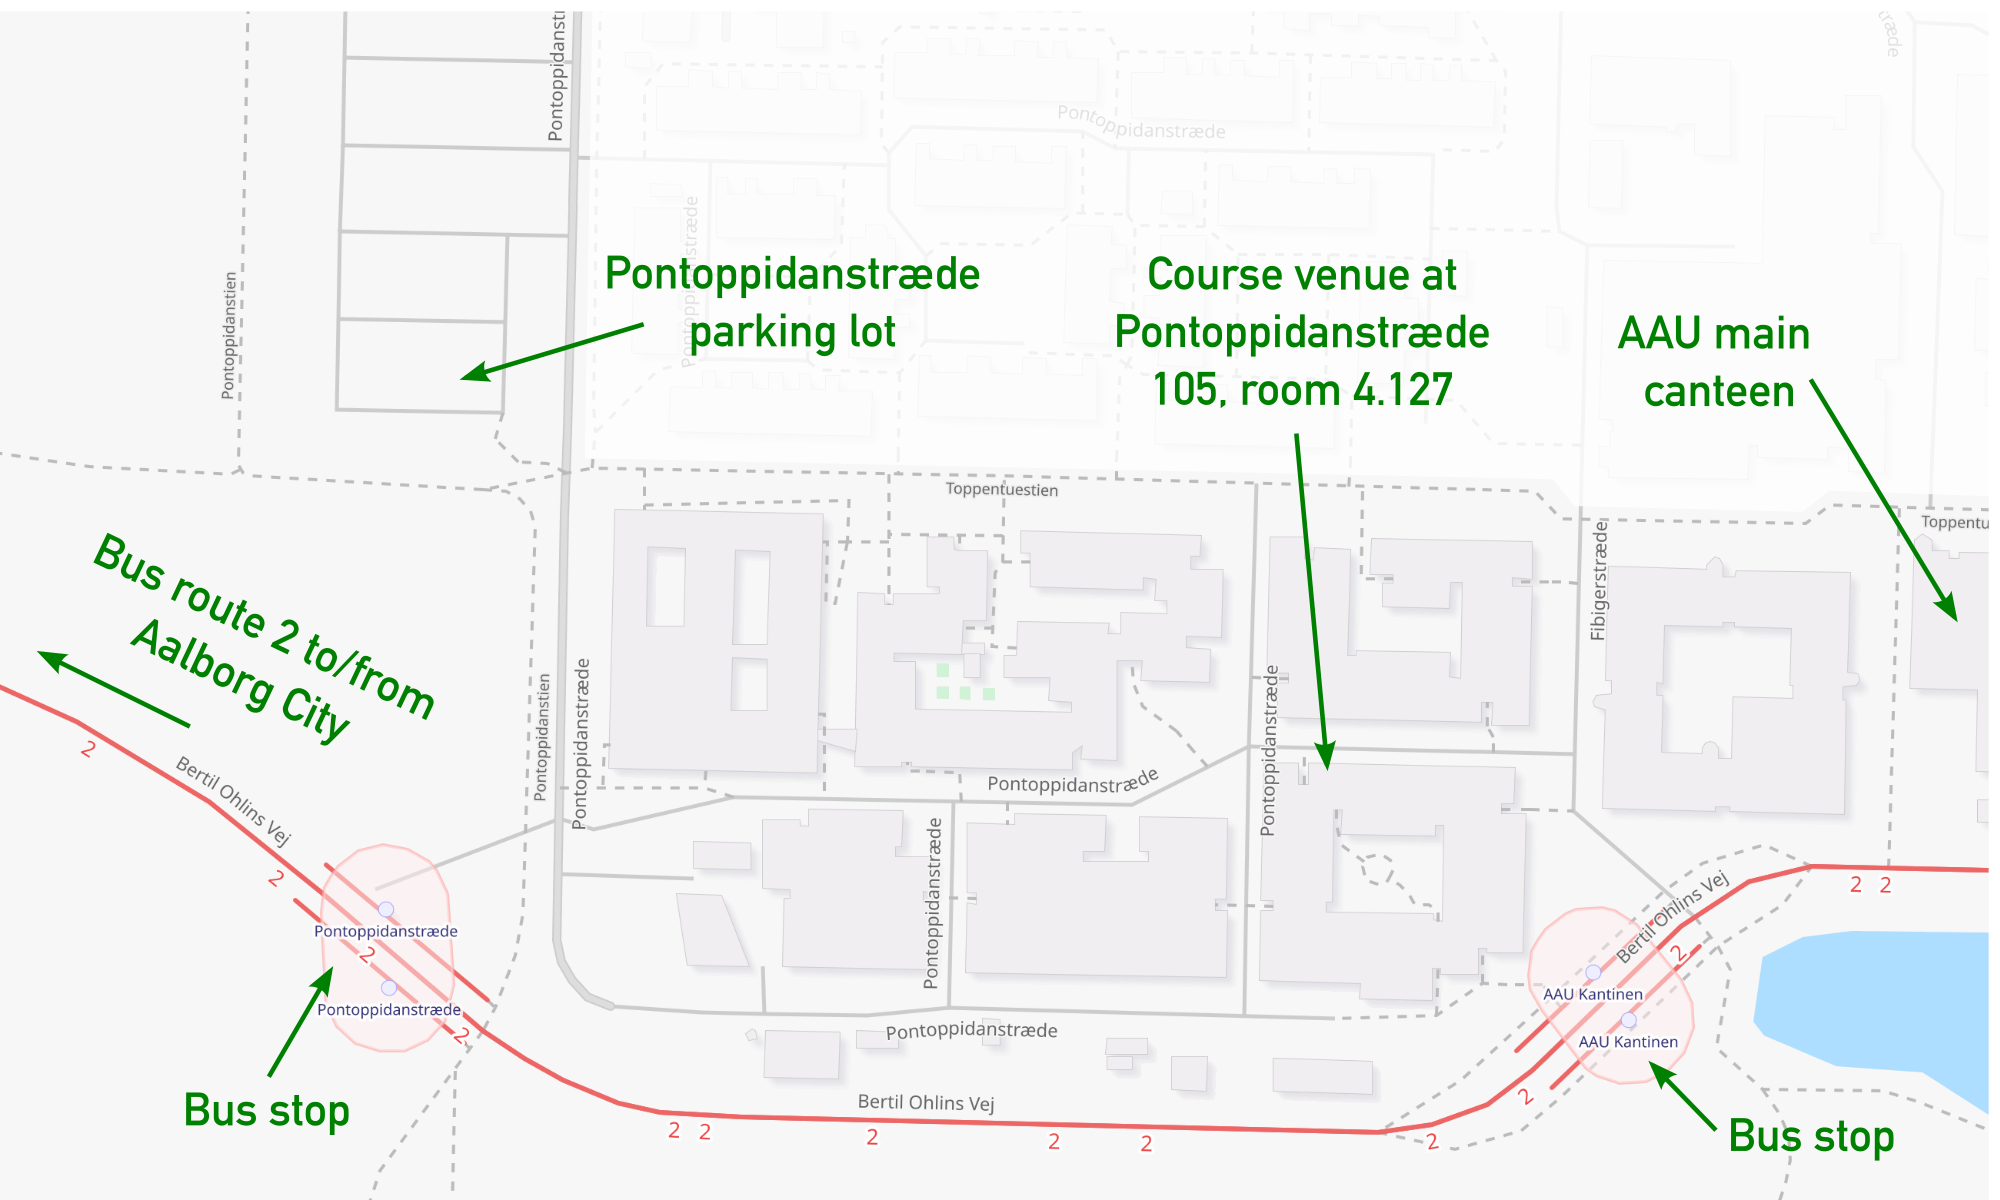 Pontoppidanstr
træde
Pontoppidanstræde
Pontoppidanstræde
Pontoppidanstræde
parking lot
Course venue at
Pontoppidanstræde
105, room 4.127
AAU main
canteen
Pontoppidanstien
Toppentuestien
Toppentu
Fibigerstræde
Bus route 2 to/from
Aalborg City
Pontoppidanstien
Pontoppidanstræde
Pontoppidanstræde
Pontoppidanstræde
Pontoppidanstræde
2
Bertil Ohlins Vej
2
Pontoppidanstræde
2
Pontoppidanstræde
2
Bus stop
Pontoppidanstræde
Bertil Ohlins Vej
2 2
2
2
2
2
2
Bertil Ohlins Vej
2
2 2
AAU Kantinen
AAU Kantinen
Bus stop